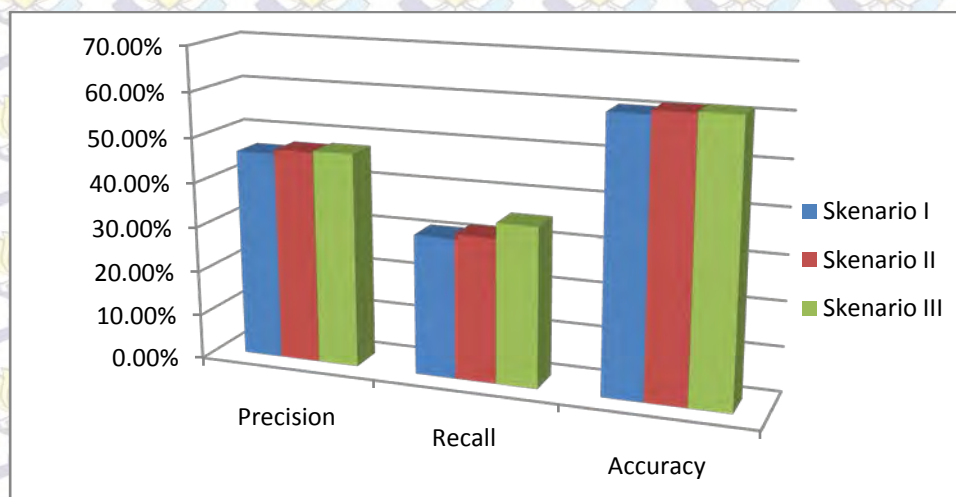 70.00%
60.00%
50.00%
40.00%
30.00%
20.00%
10.00%
0.00%
Precision
Recall
Accuracy
Skenario I
Skenario II
Skenario III